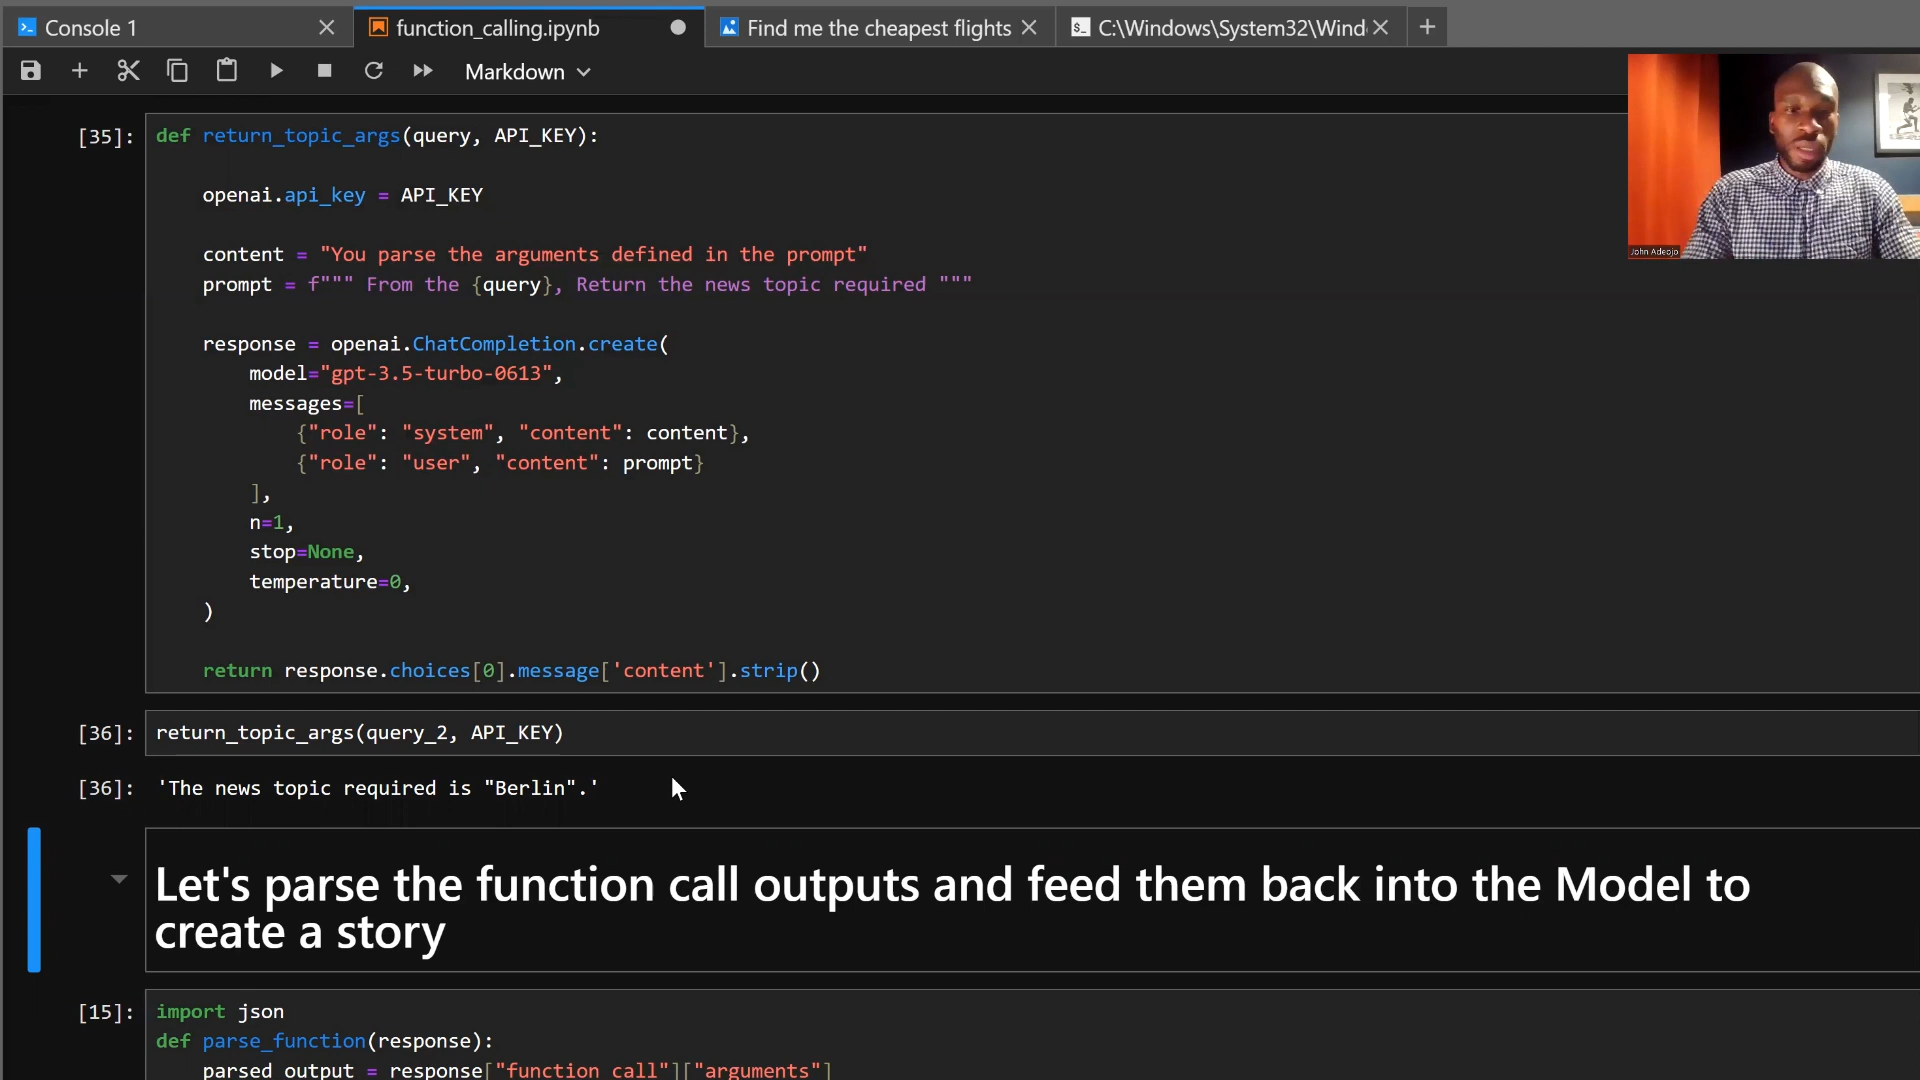 Console 1
function_calling.ipynb
Find me the cheapest flights
C:\Windows\System32\Wind
Markdown
[35]: def return_topic_args(query, API_KEY):
openai.api_key = API_KEY
content = "You parse the arguments defined in the prompt"
prompt = f""" From the {query}, Return the news topic required """
response = openai.ChatCompletion.create(
model="gpt-3.5-turbo-0613",
messages=[
{"role": "system", "content": content},
{"role": "user", "content": prompt}
],
n=1,
stop=None,
temperature=0,
)
return response.choices[0].message['content'].strip()
[36]: return_topic_args(query_2, API_KEY)
[36]: 'The news topic required is "Berlin".'
Let's parse the function call outputs and feed them back into the Model to
create a story
[15]: import json
def parse_function(response):
parsed_output = response["function_call"]["arguments"]
John Adeojo